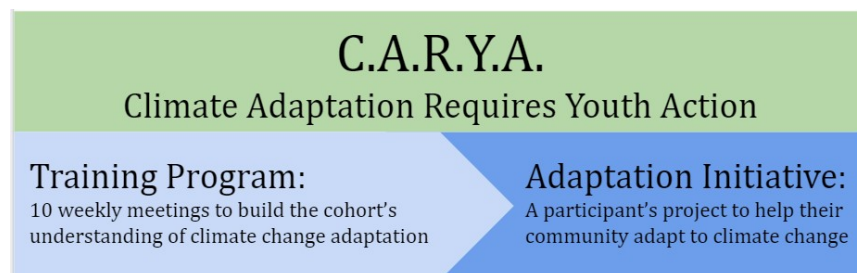 C.A.R.Y.A.
Climate Adaptation Requires Youth Action
Training Program:
10 weekly meetings to build the cohort's
understanding of climate change adaptation
Adaptation Initiative:
A participant's project to help their
community adapt to climate change